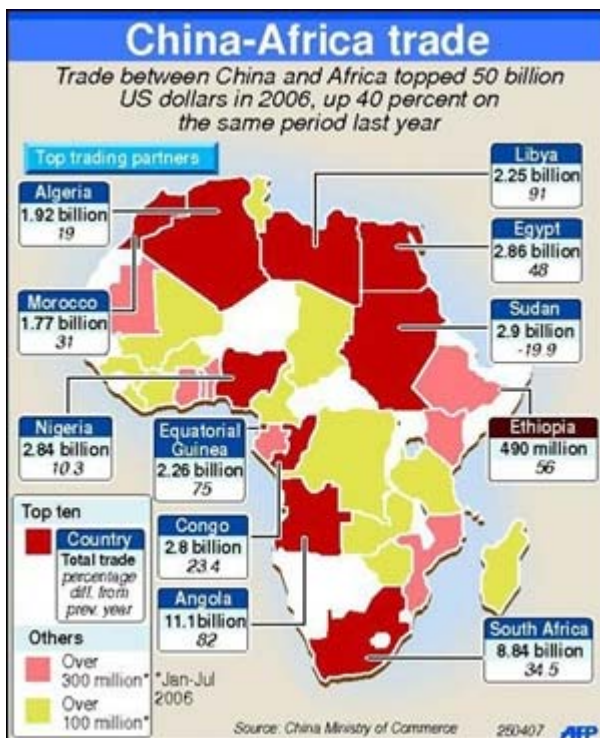 China-Africa trade
Trade between China and Africa topped 50 billion
US dollars in 2006, up 40 percent on
the same period last year
Top trading partners
Algeria
1.92 billion
19
Libya
2.25 billion
91
Egypt
2.86 billion
48
Morocco
1.77 billion
31
Sudan
2.9 billion
-19.9
Nigeria
2.84 billion
10.3
Equatorial
Guinea
2.26 billion
75
Ethiopia
490 million
56
Congo
2.8 billion
23.4
Angola
11.1 billion
82
South Africa
8.84 billion
34.5
Top ten
Country
Total trade
percentage
diff. from
prev. year
Others
Over
300 million*
Over
100 million*
*Jan-Jul
2006
Source: China Ministry of Commerce
250407
AFP